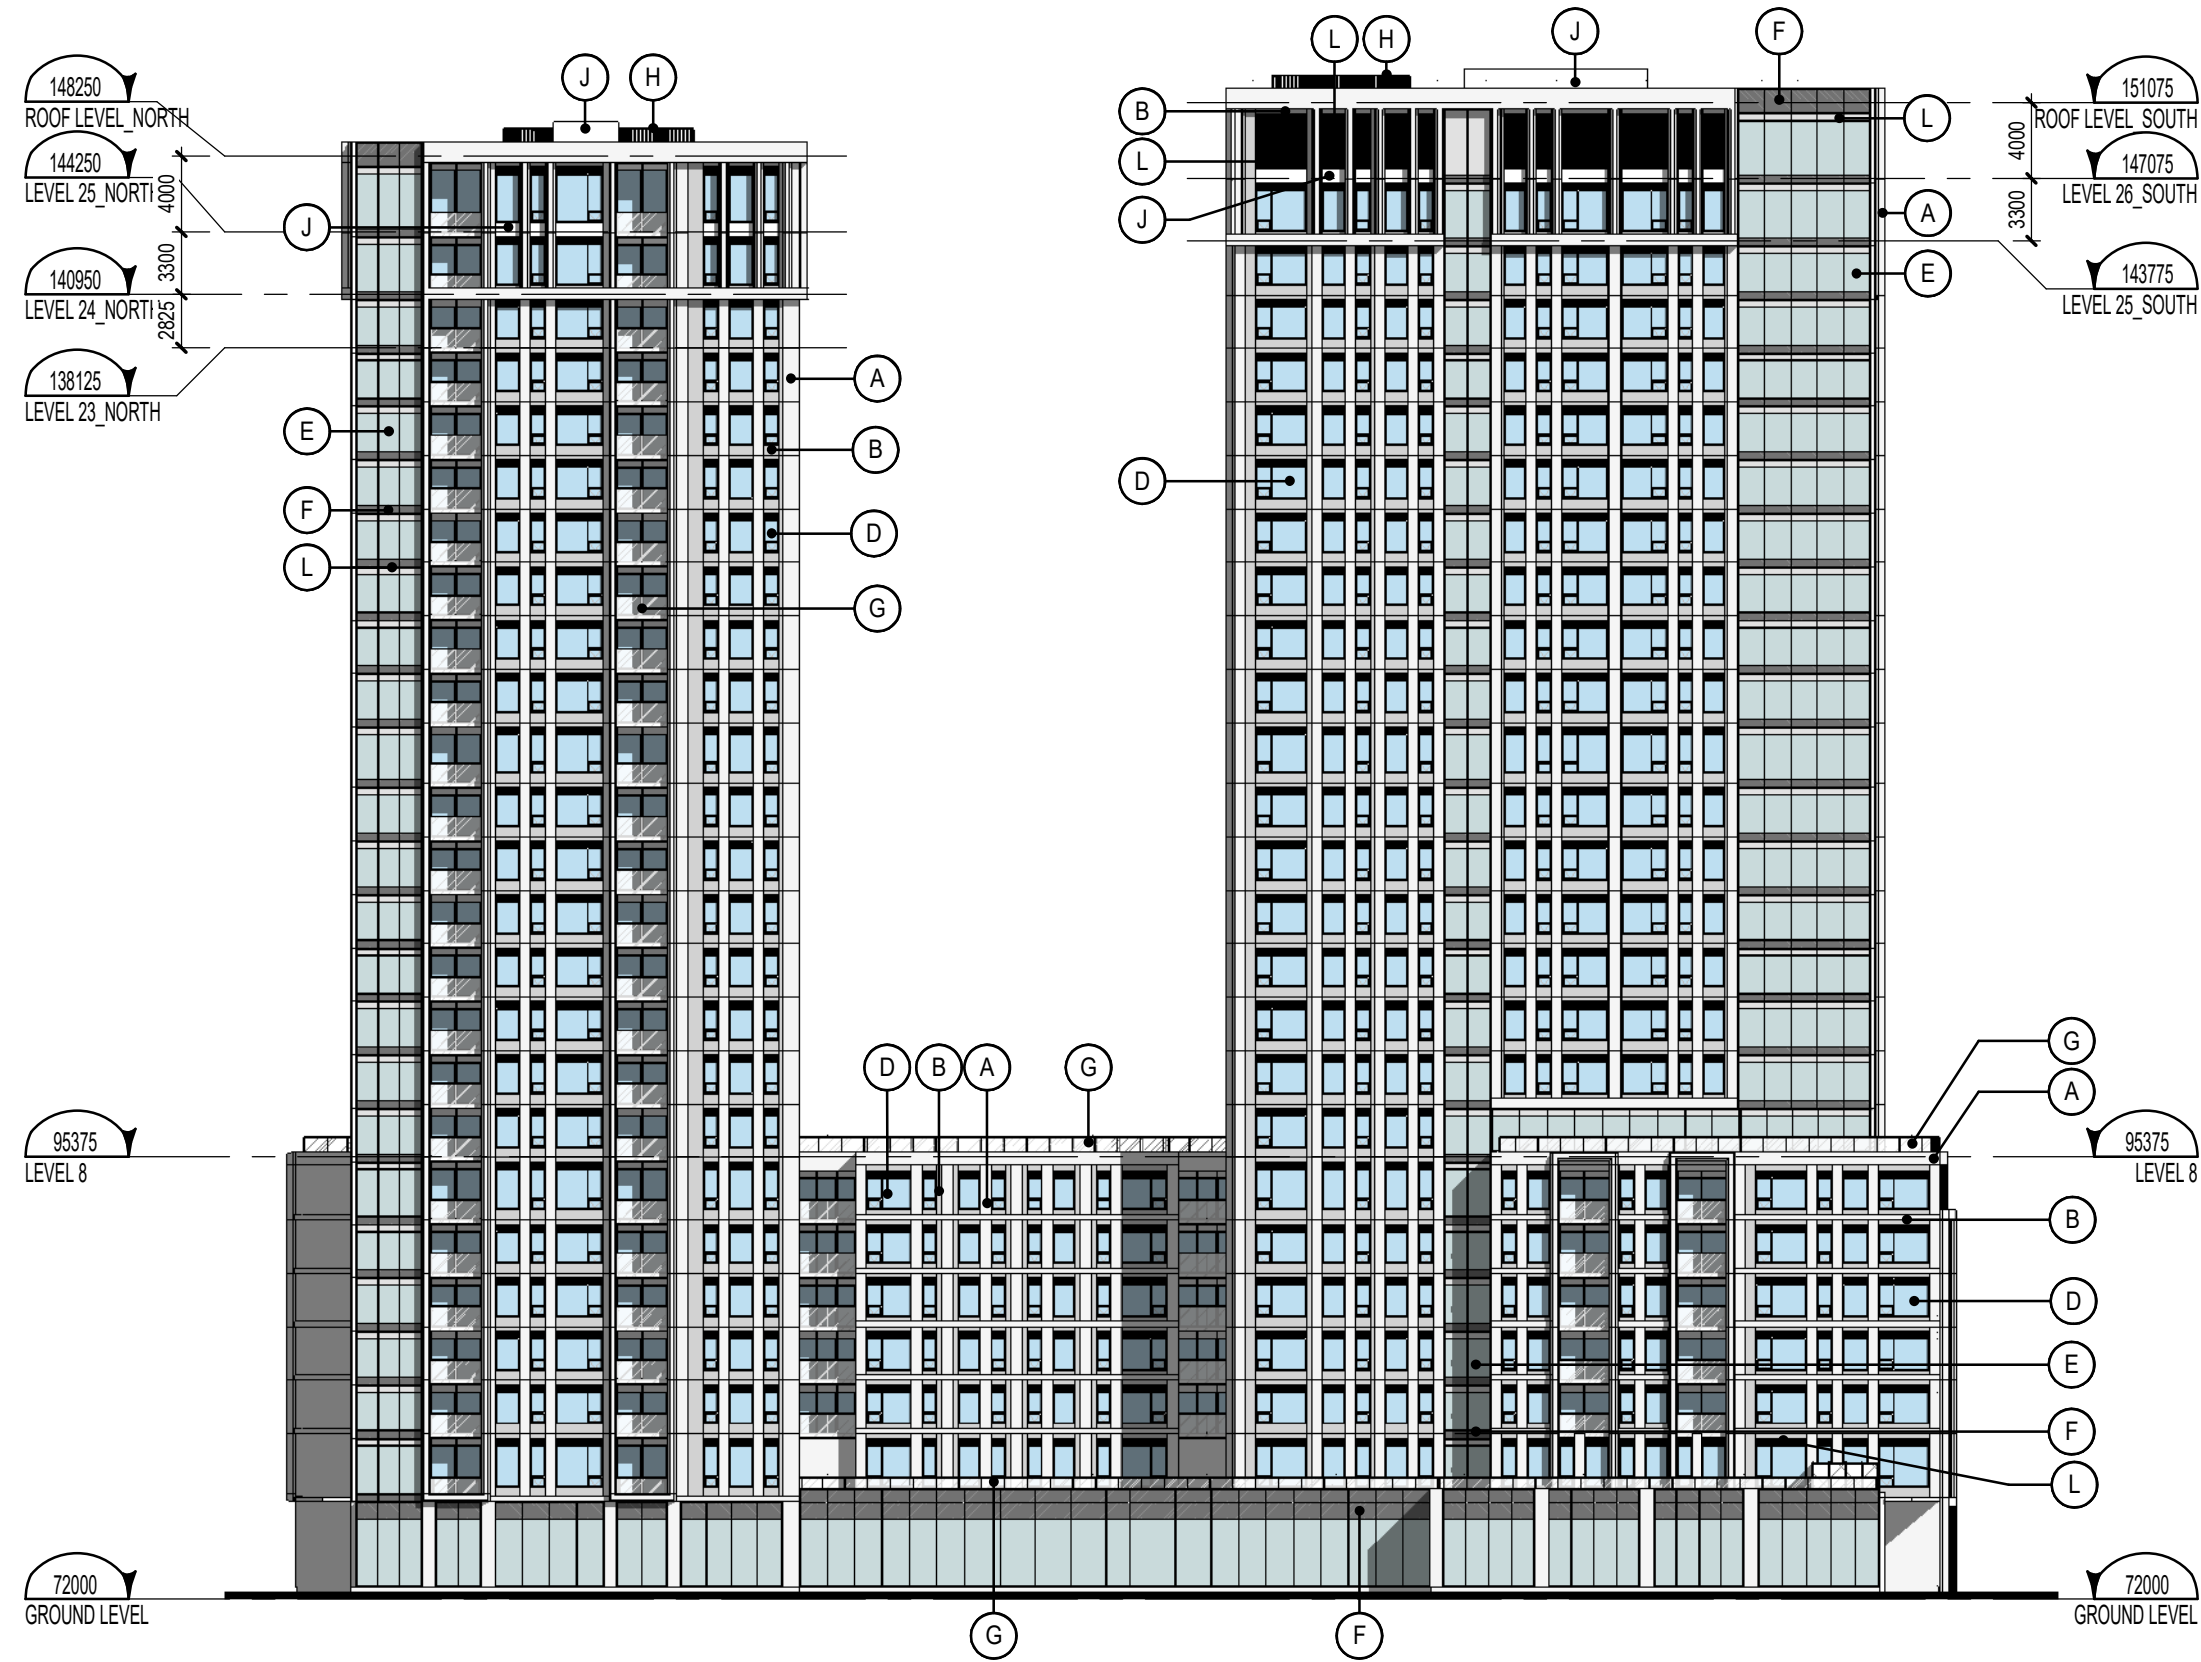 L
H
J
F
J
H
148250
ROOF LEVEL_NORTH
144250
LEVEL 25_NORTH
4000
3300
140950
LEVEL 24_NORTH
2825
138125
LEVEL 23_NORTH
J
E
F
L
A
B
D
G
B
L
J
D
151075
ROOF LEVEL_SOUTH
L
4000
147075
LEVEL 26_SOUTH
A
3300
E
143775
LEVEL 25_SOUTH
D
B
A
G
G
A
95375
LEVEL 8
95375
LEVEL 8
B
D
E
F
L
72000
GROUND LEVEL
72000
GROUND LEVEL
G
F